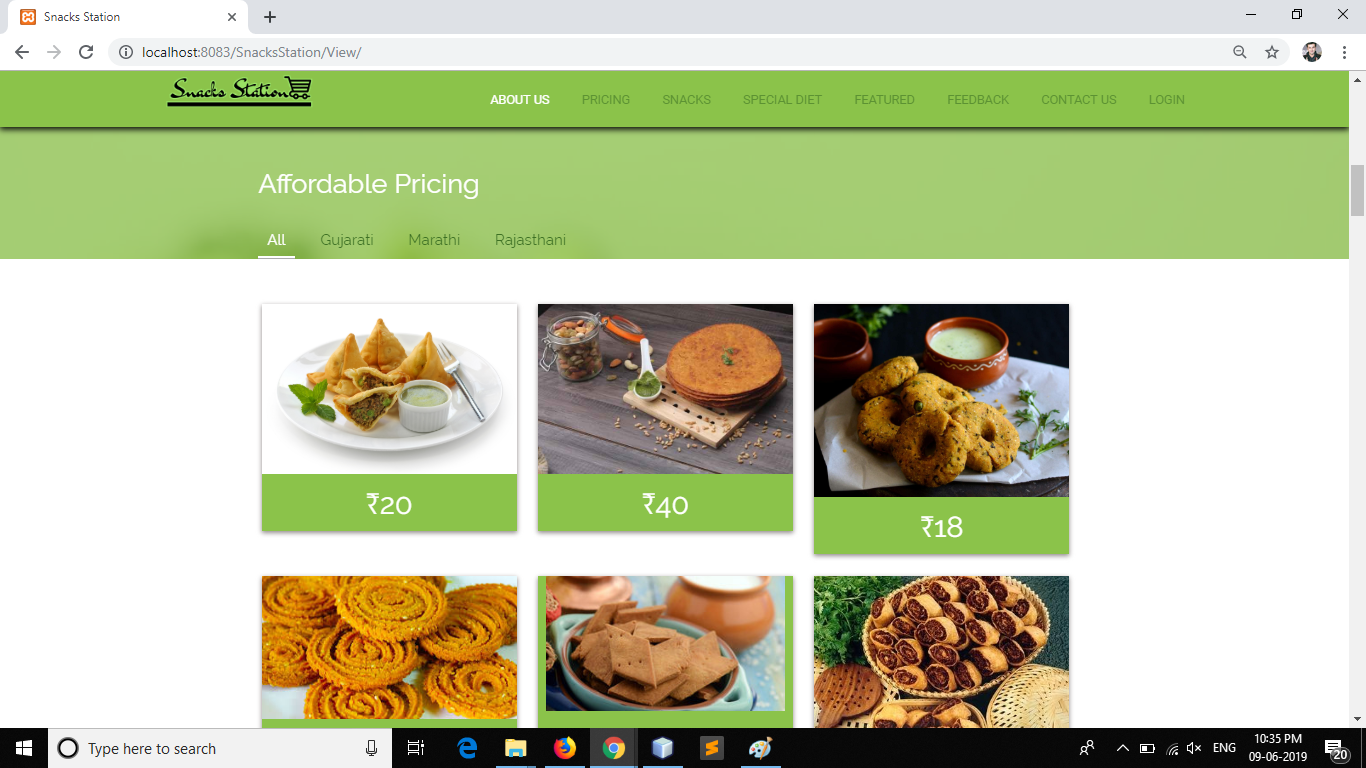 Snacks Station
localhost:8083/SnacksStation/View/
Snacks Station
ABOUT US PRICING SNACKS SPECIAL DIET FEATURED FEEDBACK CONTACT US LOGIN
Affordable Pricing
All Gujarati Marathi Rajasthani
₹20 ₹40 ₹18
Type here to search
ENG
10:35 PM
09-06-2019
20